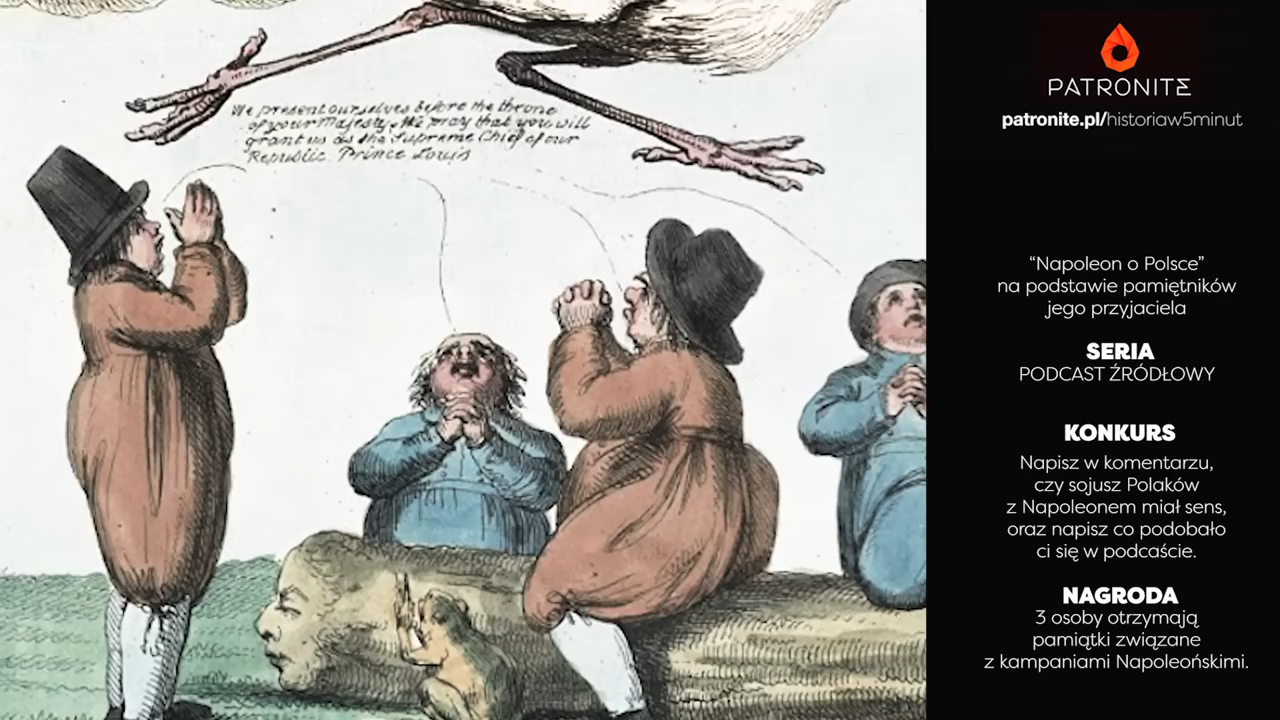 We present ourselves before the throne
of your Majesty We pray that you will
grant us as the Supreme Chief of our
Republic Prince Louis
PATRONITE
patronite.pl/historiaw5minut
“Napoleon o Polsce”
na podstawie pamiętników
jego przyjaciela
SERIA
PODCAST ŹRÓDŁOWY
KONKURS
Napisz w komentarzu,
czy sojusz Polaków
z Napoleonem miał sens,
oraz napisz co podobało
ci się w podcaście.
NAGRODA
3 osoby otrzymają
pamiątki związane
z kampaniami Napoleońskimi.